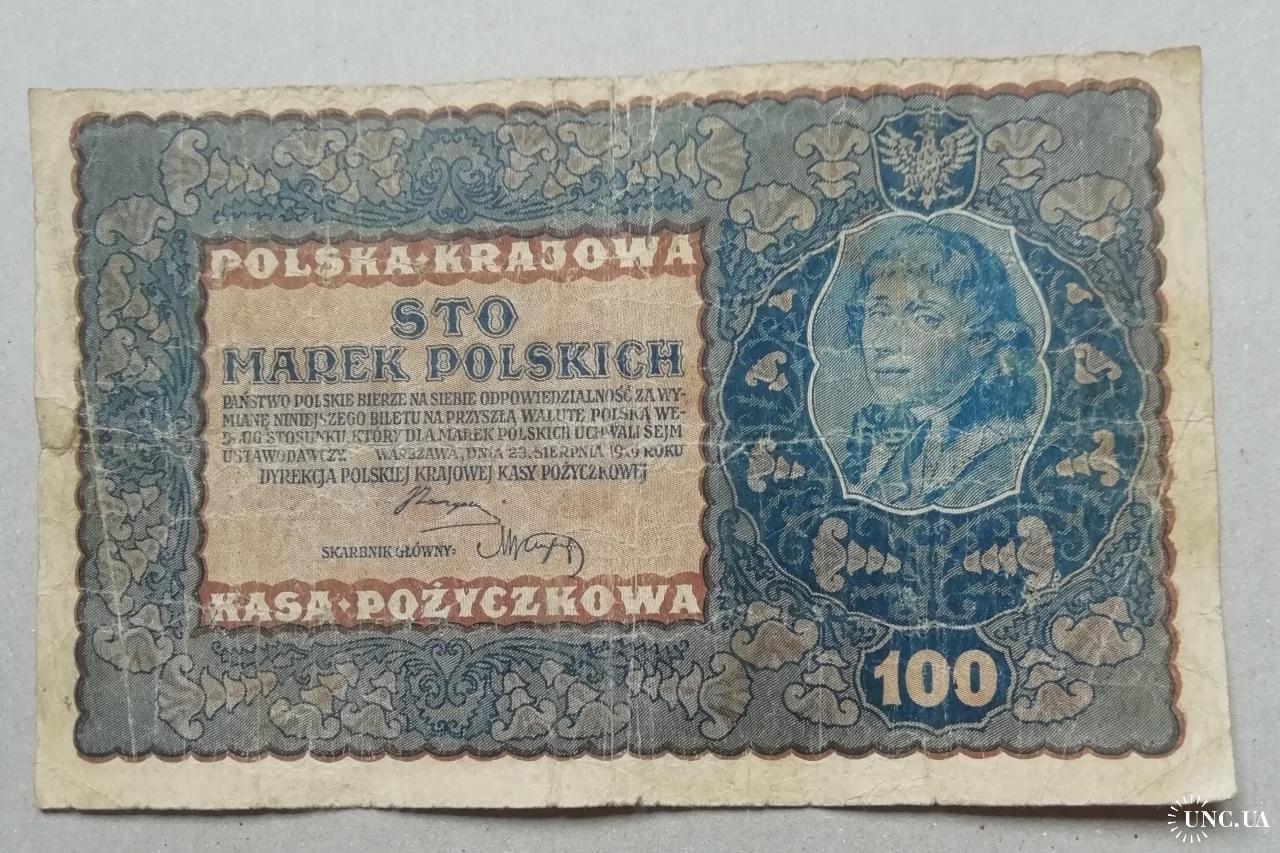 POLSKA·KRAJOWA
STO
MAREK POLSKICH
PAŃSTWO POLSKIE BIERZE NA SIEBIE ODPOWIEDZIALNOŚĆ ZA WY-
MIANĘ NINIEJSZEGO BILETU NA PRZYSZŁĄ WALUTĘ POLSKĄ WE-
DŁUG STOSUNKU, KTÓRY DLA MAREK POLSKICH UCHWALI SEJM
USTAWODAWCZY. WARSZAWA, DNIA 23. SIERPNIA 1919 ROKU
DYREKCJA POLSKIEJ KRAJOWEJ KASY POŻYCZKOWEJ
SKARBNIK GŁÓWNY:
KASA·POŻYCZKOWA
100
UNC.UA